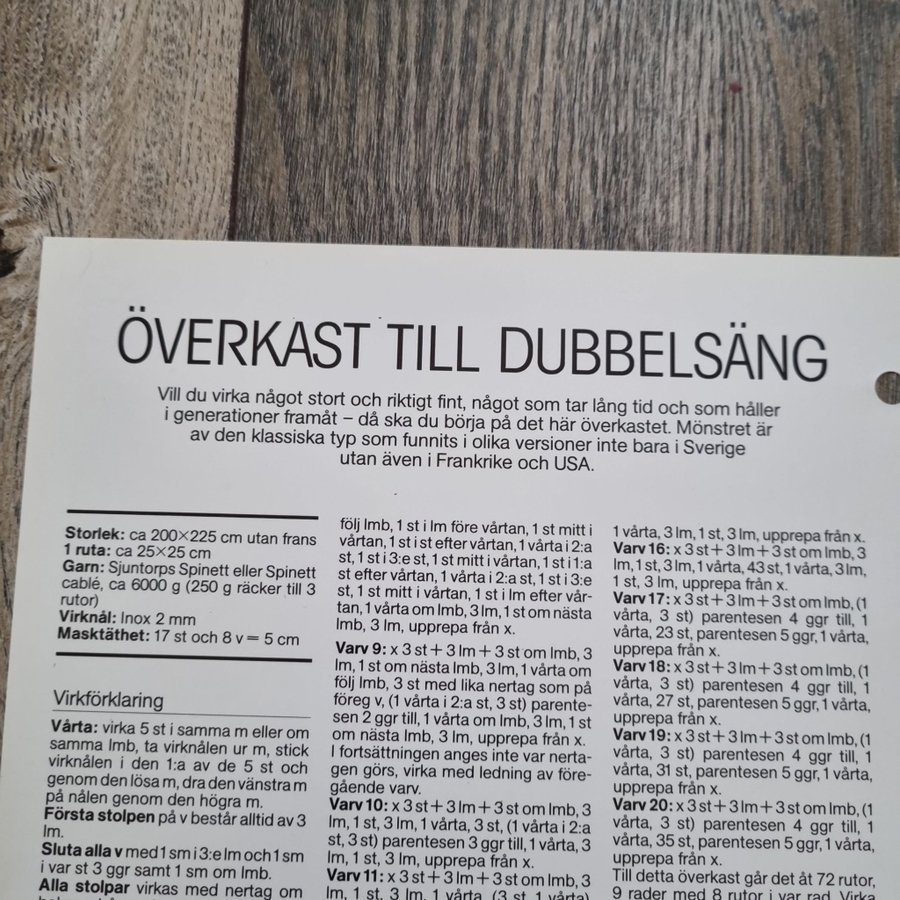 ÖVERKAST TILL DUBBELSÄNG
Vill du virka något stort och riktigt fint, något som tar lång tid och som håller
i generationer framåt – då ska du börja på det här överkastet. Mönstret är
av den klassiska typ som funnits i olika versioner inte bara i Sverige
utan även i Frankrike och USA.
Storlek: ca 200×225 cm utan frans
1 ruta: ca 25×25 cm
Garn: Sjuntorps Spinett eller Spinett
cablé, ca 6000 g (250 g räcker till 3
rutor)
Virknål: Inox 2 mm
Masktäthet: 17 st och 8 v = 5 cm
Virkförklaring
Vårta: virka 5 st i samma m eller om
samma lmb, ta virknålen ur m, stick
virknålen i den 1:a av de 5 st och
genom den lösa m, dra den vänstra m
på nålen genom den högra m.
Första stolpen på v består alltid av 3
lm.
Sluta alla v med 1 sm i 3:e lm och 1 sm
i var st 3 ggr samt 1 sm om lmb.
Alla stolpar virkas med nertag om
följ lmb, 1 st i lm före vårtan, 1 st mitt i
vårtan, 1 st i st efter vårtan, 1 vårta i 2:a
st, 1 st i 3:e st, 1 st mitt i vårtan, 1 st i 1:a
st efter vårtan, 1 vårta i 2:a st, 1 st i 3:e
st, 1 st mitt i vårtan, 1 st i lm efter vår-
tan, 1 vårta om lmb, 3 lm, 1 st om nästa
lmb, 3 lm, upprepa från x.
Varv 9: x 3 st + 3 lm + 3 st om lmb, 3
lm, 1 st om nästa lmb, 3 lm, 1 vårta om
följ lmb, 3 st med lika nertag som på
föreg v, (1 vårta i 2:a st, 3 st) parente-
sen 2 ggr till, 1 vårta om lmb, 3 lm, 1 st
om nästa lmb, 3 lm, upprepa från x.
I fortsättningen anges inte var nerta-
gen görs, virka med ledning av före-
gående varv.
Varv 10: x 3 st + 3 lm + 3 st om lmb, 3
lm, 1 st, 3 lm, 1 vårta, 3 st, (1 vårta i 2:a
st, 3 st) parentesen 3 ggr till, 1 vårta, 3
lm, 1 st, 3 lm, upprepa från x.
Varv 11: x 3 st + 3 lm + 3 st om lmb, 3
lm, 1 st, 3 lm, 1 vårta, (3 st, 1 vårta)
1 vårta, 3 lm, 1 st, 3 lm, upprepa från x.
Varv 16: x 3 st + 3 lm + 3 st om lmb, 3
lm, 1 st, 3 lm, 1 vårta, 43 st, 1 vårta, 3 lm,
1 st, 3 lm, upprepa från x.
Varv 17: x 3 st + 3 lm + 3 st om lmb, (1
vårta, 3 st) parentesen 4 ggr till, 1
vårta, 23 st, parentesen 5 ggr, 1 vårta,
upprepa från x.
Varv 18: x 3 st + 3 lm + 3 st om lmb, (1
vårta, 3 st) parentesen 4 ggr till, 1
vårta, 27 st, parentesen 5 ggr, 1 vårta,
upprepa från x.
Varv 19: x 3 st + 3 lm + 3 st om lmb, (1
vårta, 3 st) parentesen 4 ggr till, 1
vårta, 31 st, parentesen 5 ggr, 1 vårta,
upprepa från x.
Varv 20: x 3 st + 3 lm + 3 st om lmb, (1
vårta, 3 st) parentesen 4 ggr till, 1
vårta, 35 st, parentesen 5 ggr, 1 vårta,
upprepa från x.
Till detta överkast går det åt 72 rutor,
9 rader med 8 rutor i var rad. Virka